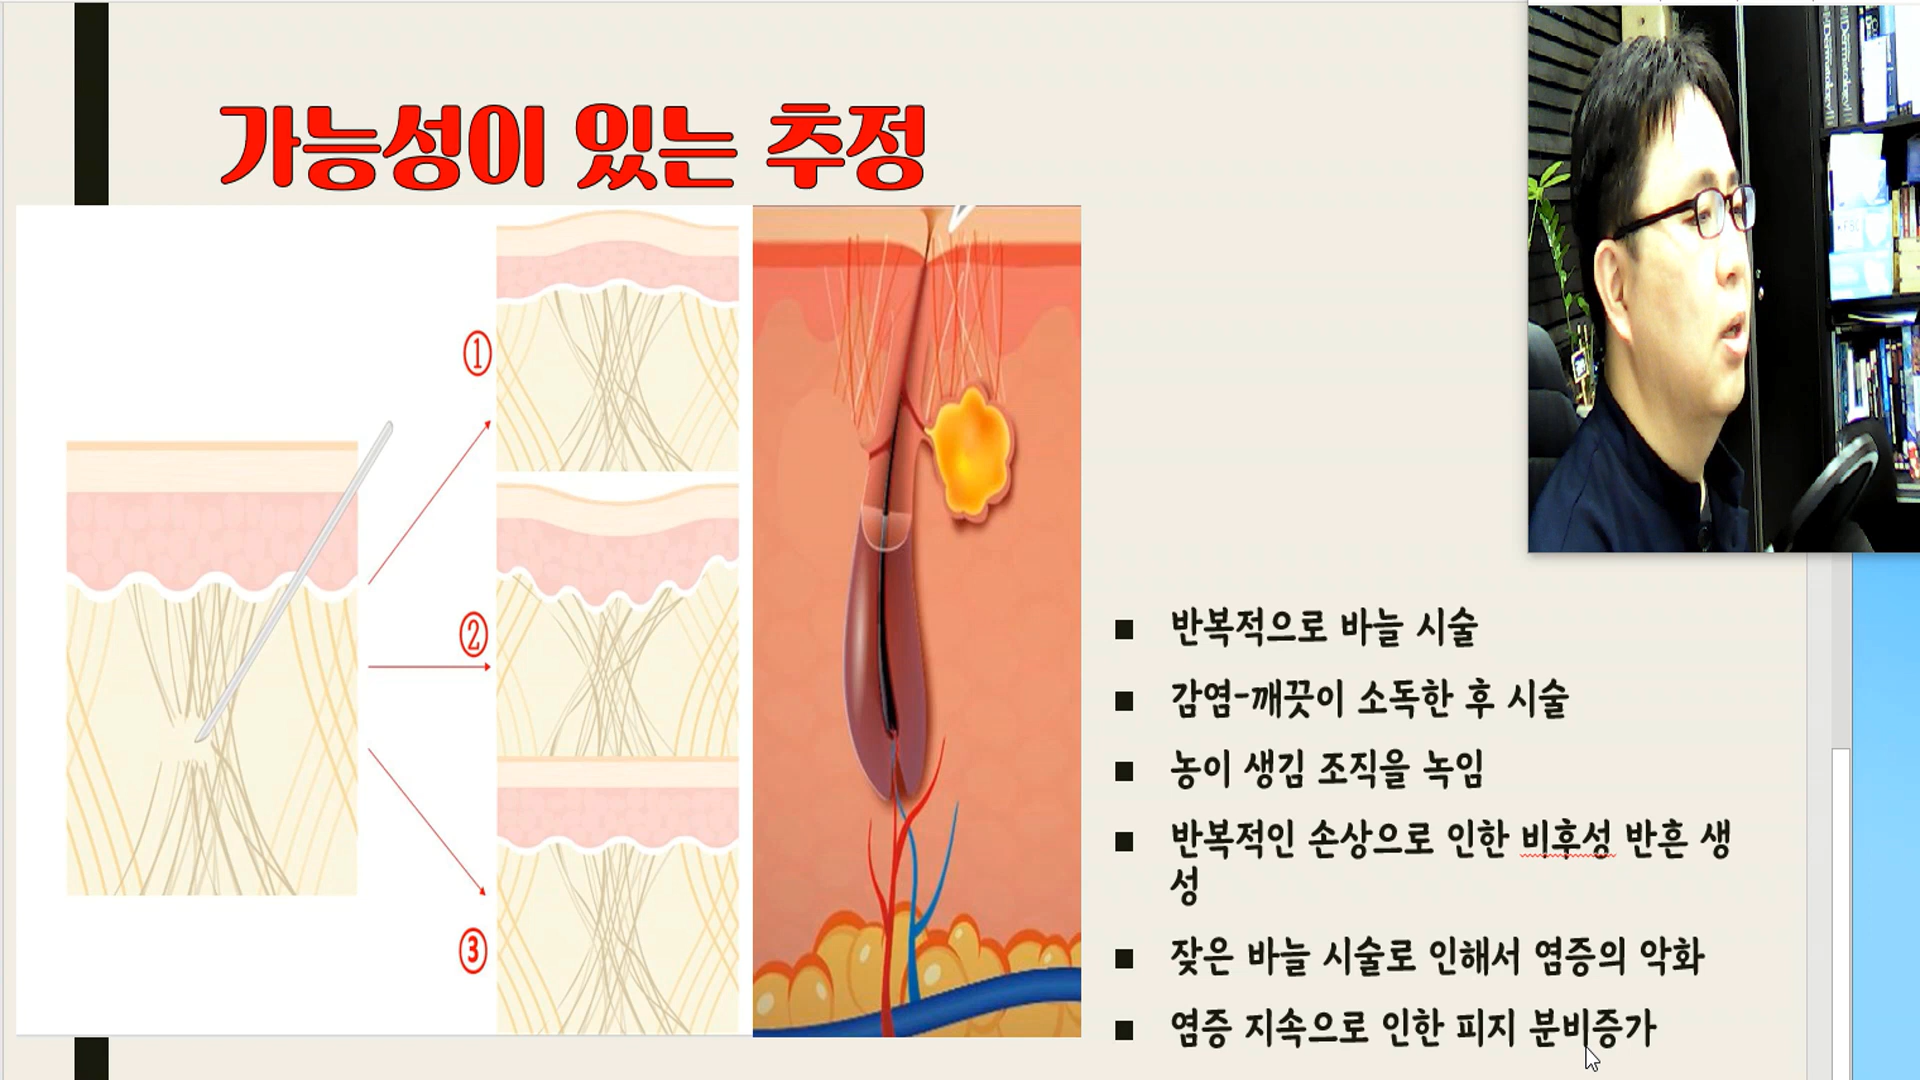 가능성이 있는 추정
①
②
③
■ 반복적으로 바늘 시술
■ 감염-깨끗이 소독한 후 시술
■ 농이 생김 조직을 녹임
■ 반복적인 손상으로 인한 비후성 반흔 생
성
■ 잦은 바늘 시술로 인해서 염증의 악화
■ 염증 지속으로 인한 피지 분비증가
Dermatology
Dermatology